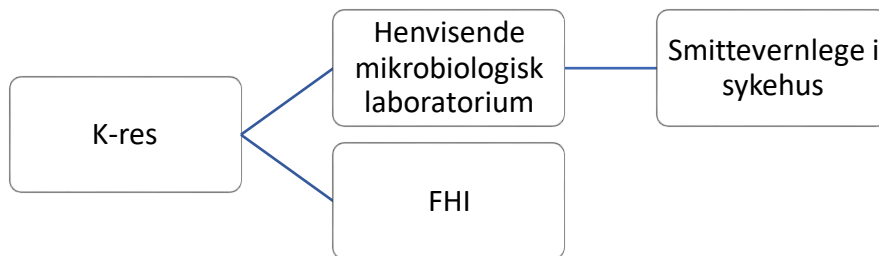 K-res
Henvisende
mikrobiologisk
laboratorium
Smittevernlege i
sykehus
FHI